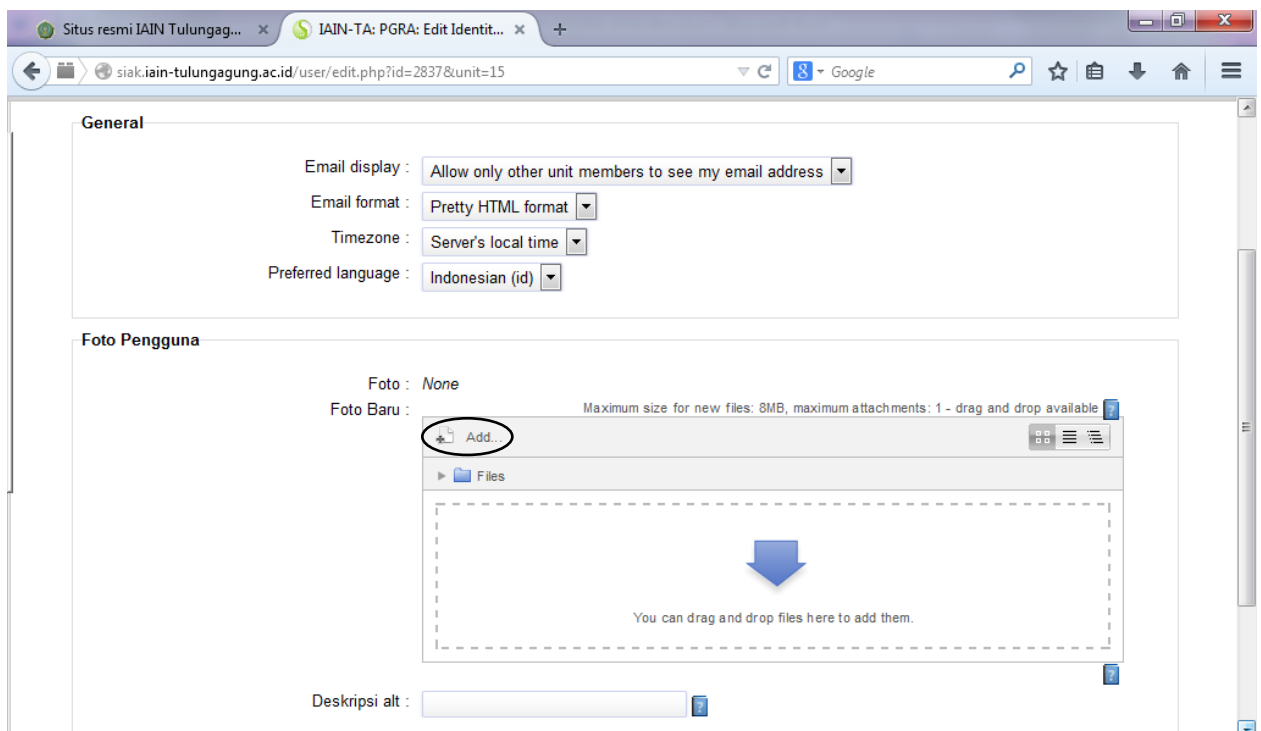 Situs resmi IAIN Tulungag...
IAIN-TA: PGRA: Edit Identit...
siak.iain-tulungagung.ac.id/user/edit.php?id=2837&unit=15
8 Google
General
Email display : Allow only other unit members to see my email address
Email format : Pretty HTML format
Timezone : Server's local time
Preferred language : Indonesian (id)
Foto Pengguna
Foto : None
Foto Baru : Maximum size for new files: 8MB, maximum attachments: 1 - drag and drop available ?
Add...
Files
You can drag and drop files here to add them.
?
Deskripsi alt : ?